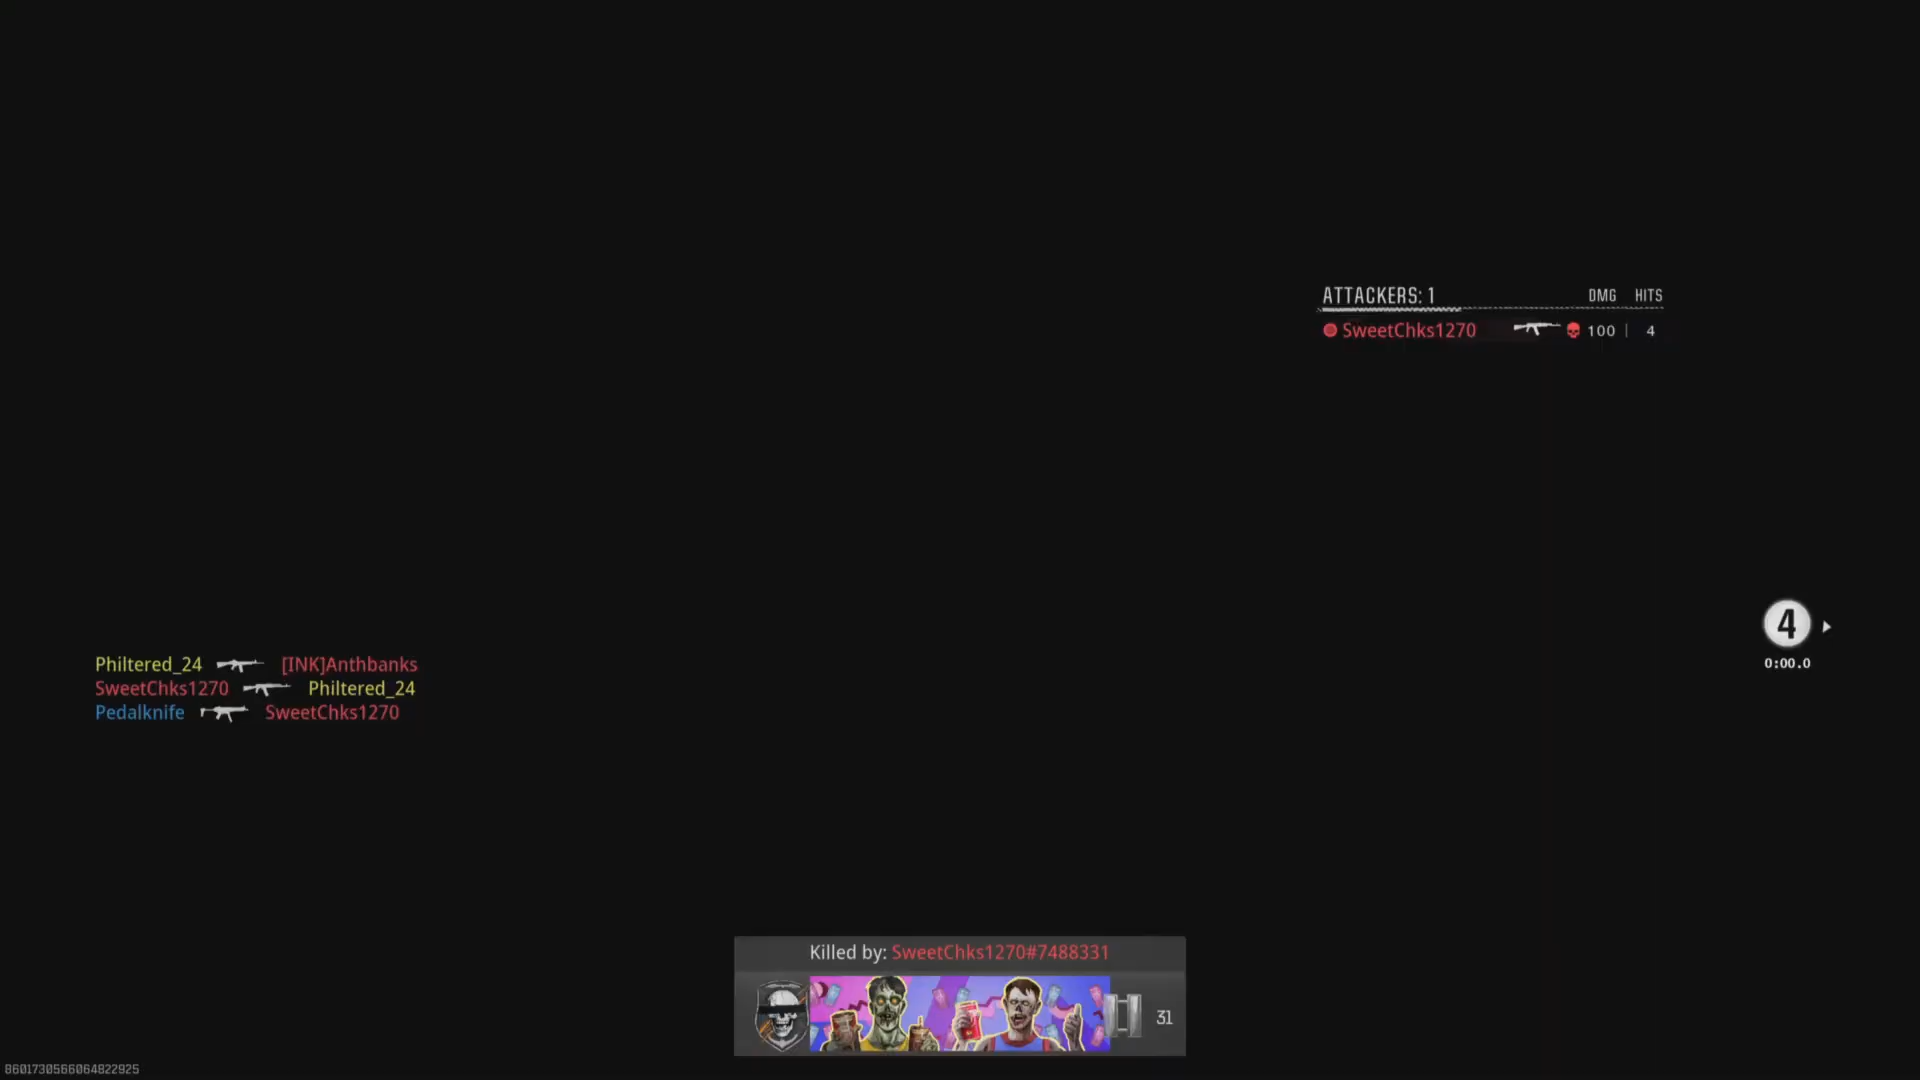 ATTACKERS: 1 DMG HITS
SweetChks1270 100 | 4
4
0:00.0
Philtered_24 [INK]Anthbanks
SweetChks1270 Philtered_24
Pedalknife SweetChks1270
Killed by: SweetChks1270#7488331
31
8601730566064822925